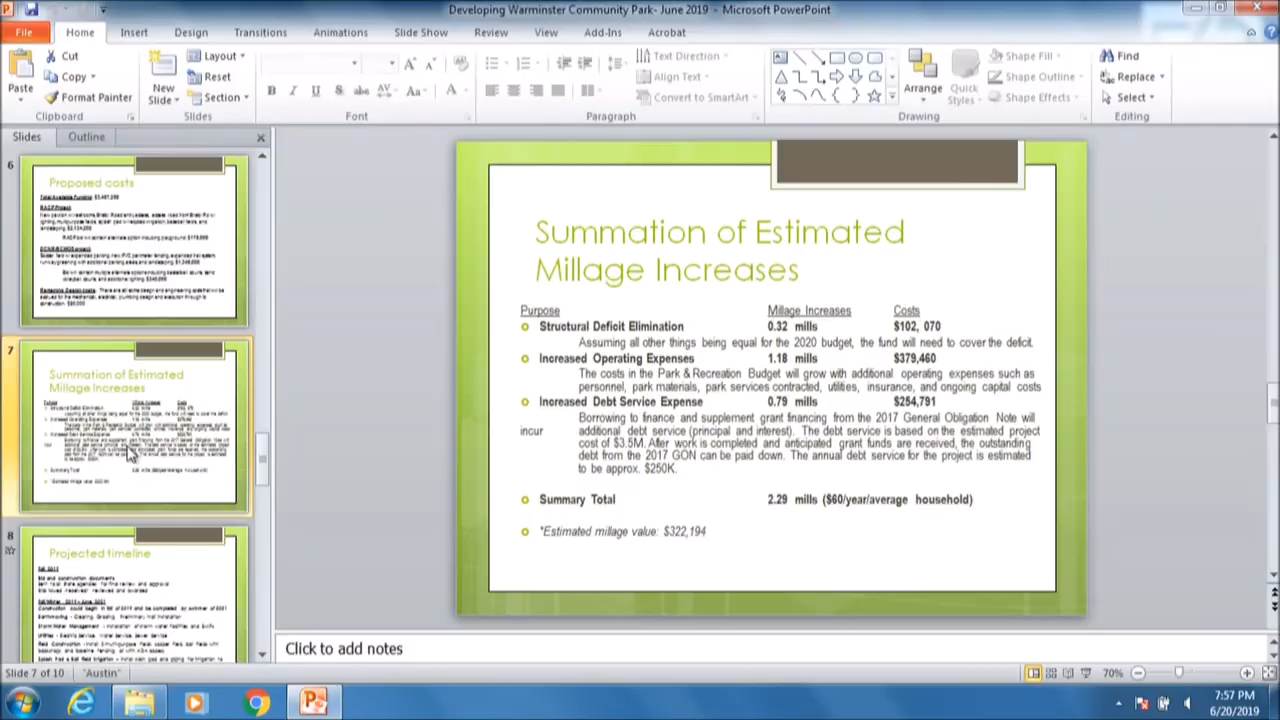 Developing Warminster Community Park- June 2019 - Microsoft PowerPoint
File Home Insert Design Transitions Animations Slide Show Review View Add-Ins Acrobat
Paste
Cut
Copy
Format Painter
Clipboard
New Slide
Layout
Reset
Section
Slides
Font
Text Direction
Align Text
Convert to SmartArt
Paragraph
Arrange
Quick Styles
Shape Fill
Shape Outline
Shape Effects
Drawing
Find
Replace
Select
Editing
Slides Outline
6
Proposed costs
7
Summation of Estimated
Millage Increases
8
Projected timeline
Summation of Estimated
Millage Increases
Purpose Millage Increases Costs
Structural Deficit Elimination 0.32 mills $102, 070
Assuming all other things being equal for the 2020 budget, the fund will need to cover the deficit.
Increased Operating Expenses 1.18 mills $379,460
The costs in the Park & Recreation Budget will grow with additional operating expenses such as
personnel, park materials, park services contracted, utilities, insurance, and ongoing capital costs
Increased Debt Service Expense 0.79 mills $254,791
Borrowing to finance and supplement grant financing from the 2017 General Obligation Note will
incur additional debt service (principal and interest). The debt service is based on the estimated project
cost of $3.5M. After work is completed and anticipated grant funds are received, the outstanding
debt from the 2017 GON can be paid down. The annual debt service for the project is estimated
to be approx. $250K.
Summary Total 2.29 mills ($60/year/average household)
*Estimated millage value: $322,194
Click to add notes
Slide 7 of 10 "Austin" 70%
7:57 PM
6/20/2019